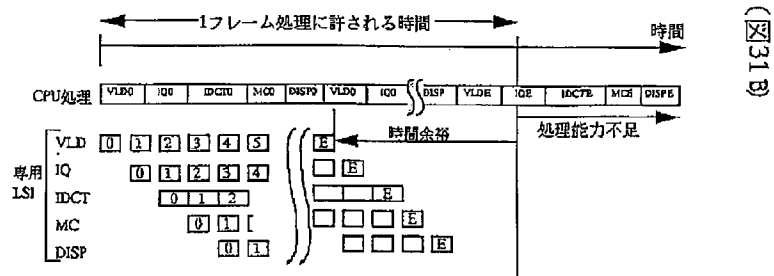 (図31B)
1フレーム処理に許される時間
時間
CPU処理 VLD0 IQ0 IDCT0 MC0 DISP0 VLD0 IQ0 DISP VLDE IQE IDCTE MCE DISPE
時間余裕
処理能力不足
専用LSI
VLD 0 1 2 3 4 5 E
IQ 0 1 2 3 4 E
IDCT 0 1 2 E
MC 0 1 E
DISP 0 1 E